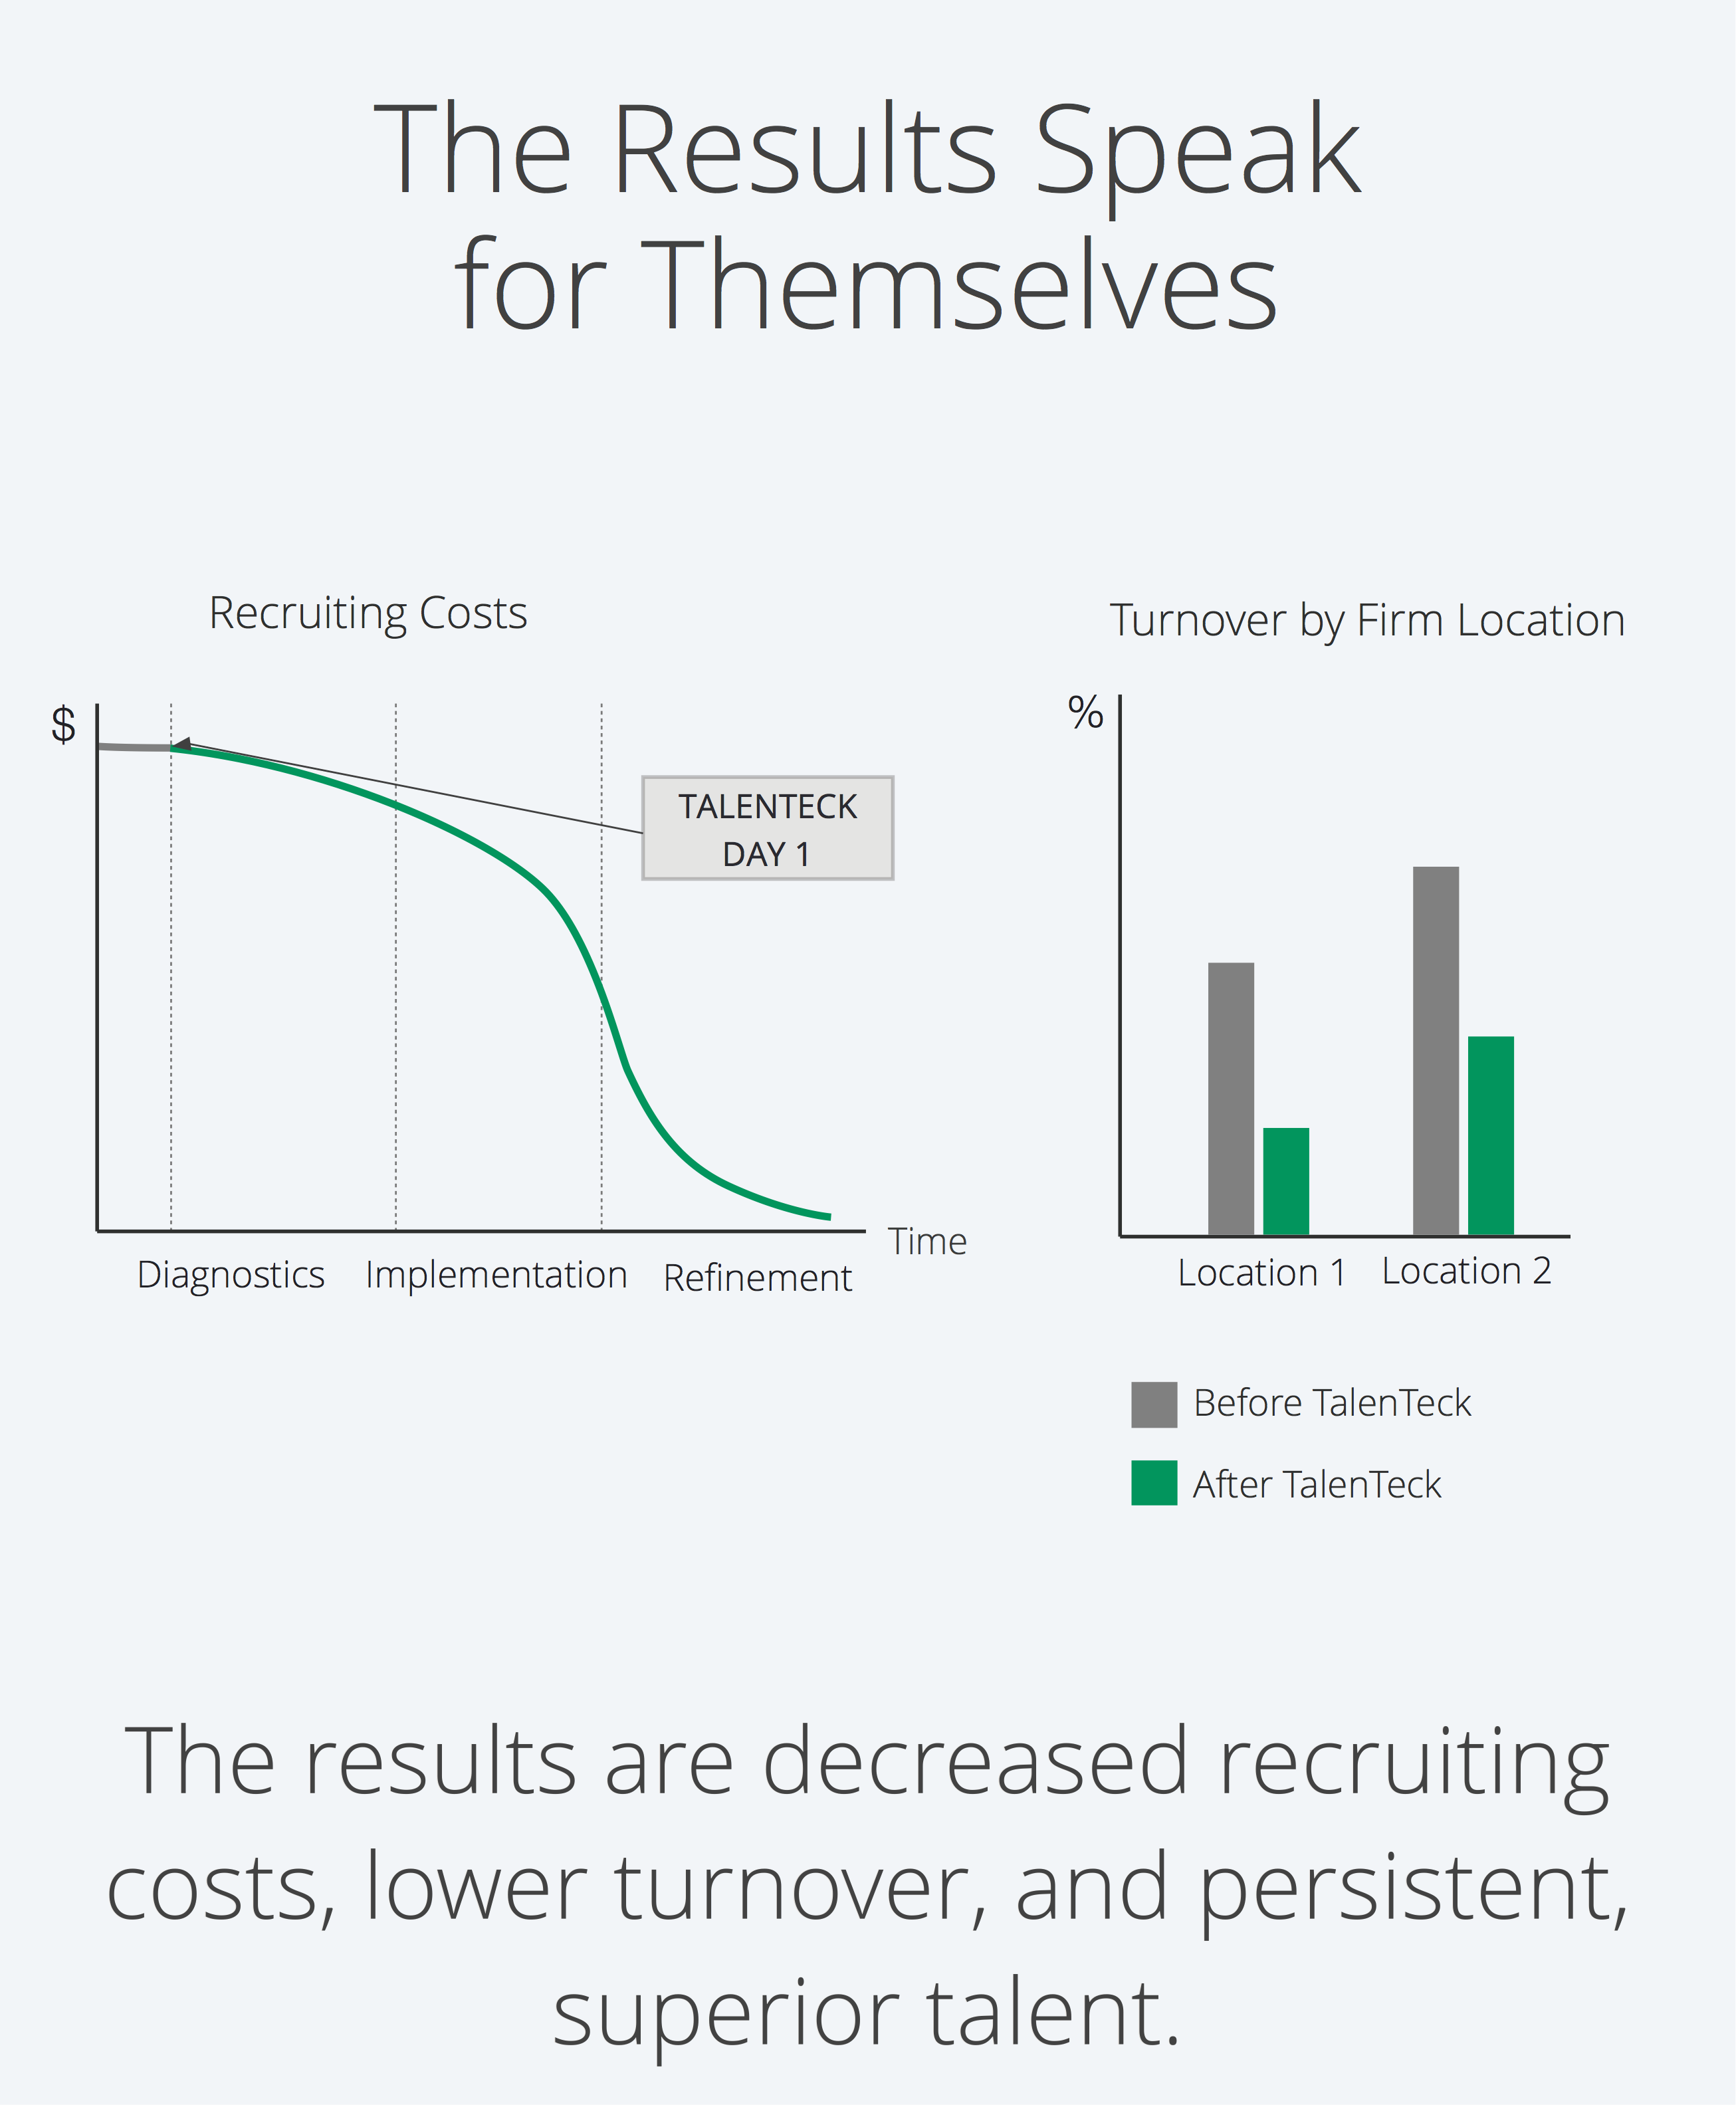 The Results Speak
for Themselves
Recruiting Costs
$
TALENTECK
DAY 1
Time
Diagnostics
Implementation
Refinement
Turnover by Firm Location
%
Location 1
Location 2
Before TalenTeck
After TalenTeck
The results are decreased recruiting
costs, lower turnover, and persistent,
superior talent.